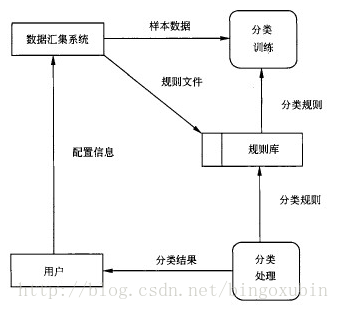 数据汇集系统
样本数据
分类
训练
规则文件
分类规则
配置信息
规则库
分类规则
用户
分类结果
分类
处理
http://blog.csdn.net/bingoxubin